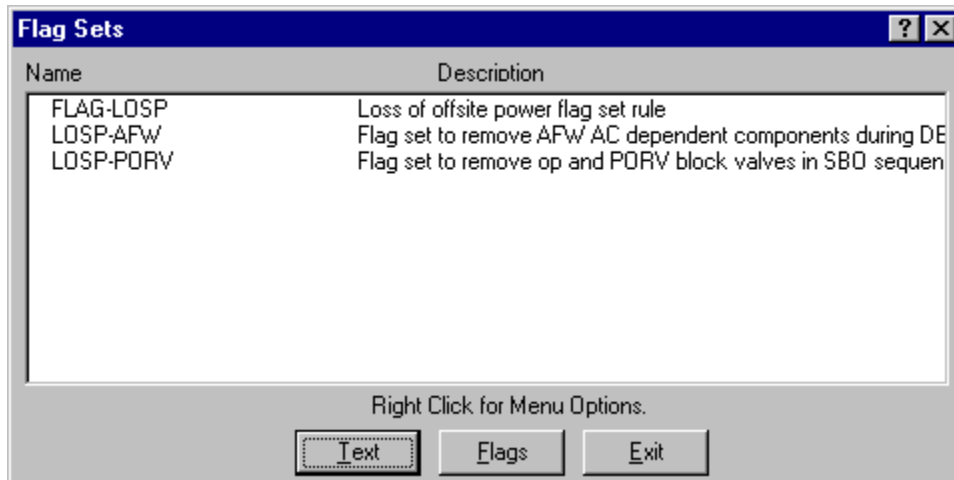 Flag Sets
Name Description
FLAG-LOSP Loss of offsite power flag set rule
LOSP-AFW Flag set to remove AFW AC dependent components during DE
LOSP-PORV Flag set to remove op and PORV block valves in SBO sequen
Right Click for Menu Options.
Text Flags Exit